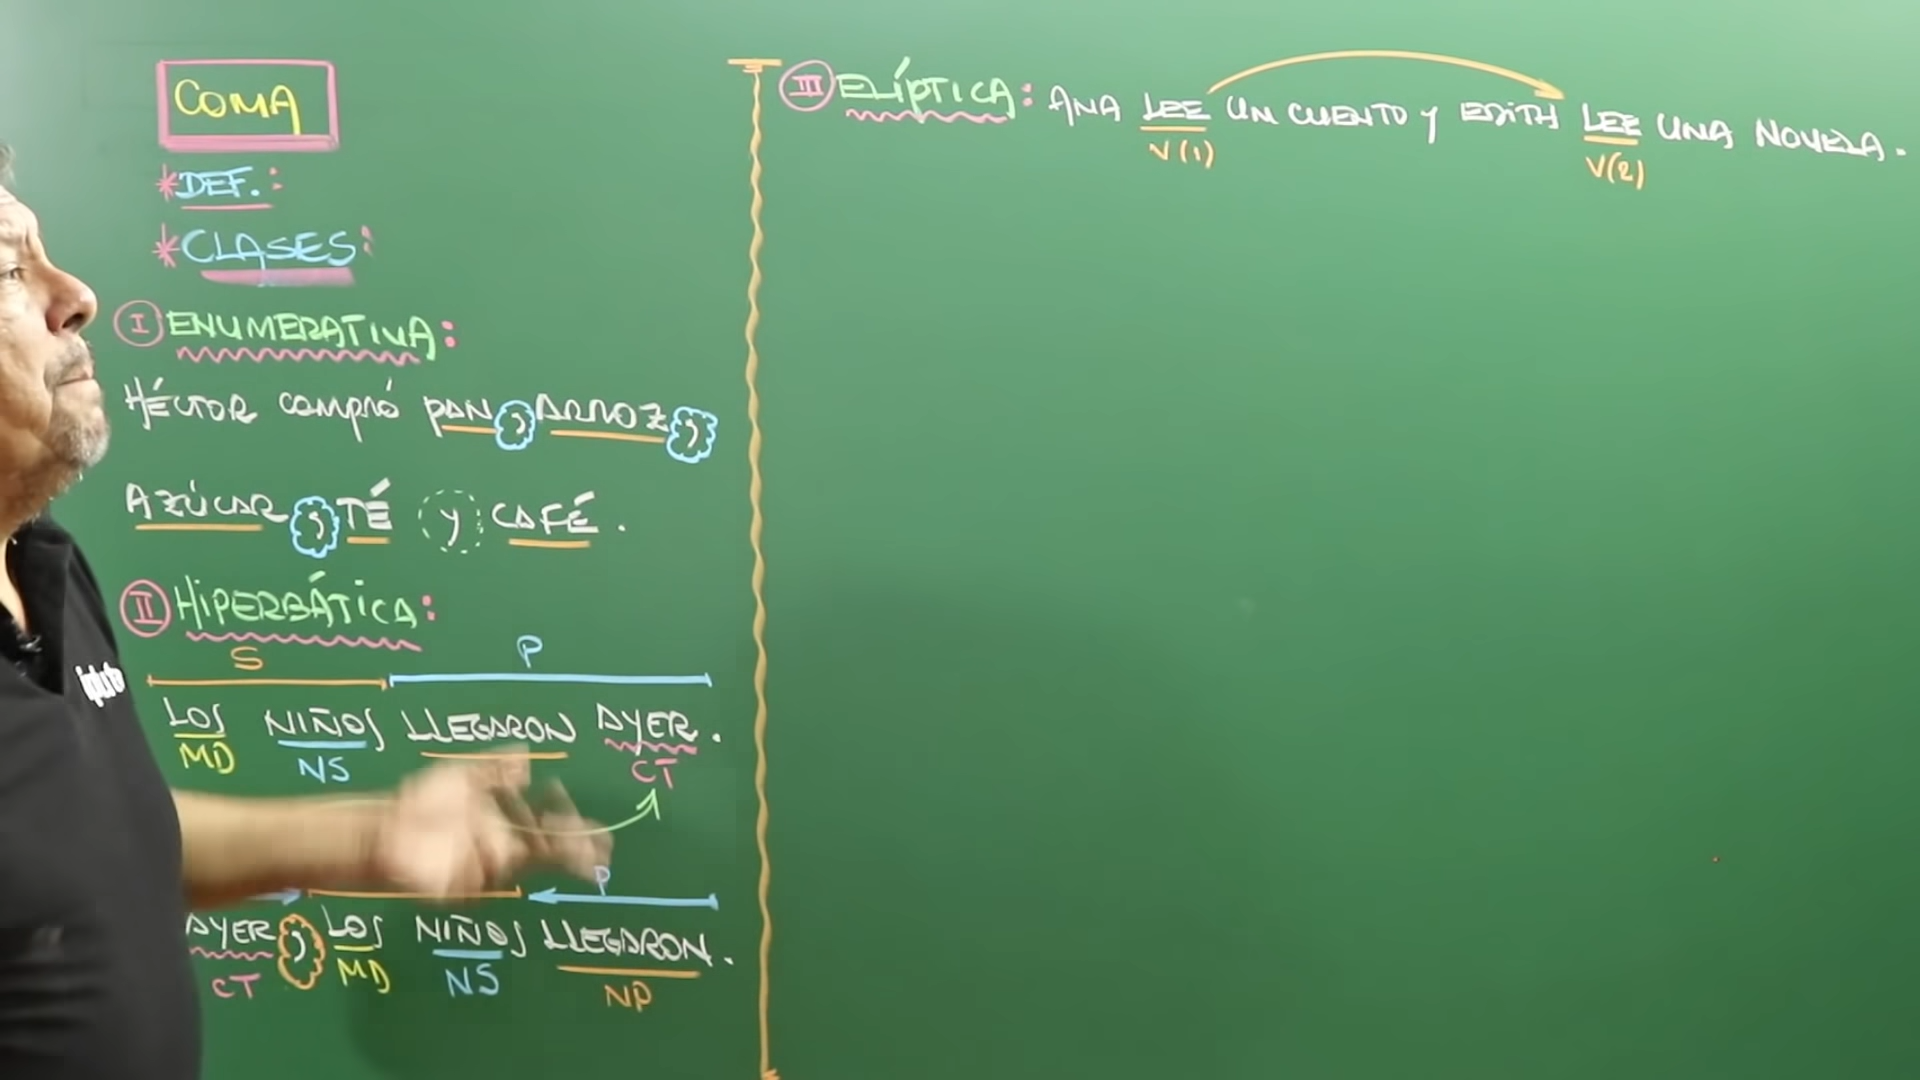 COMA
*DEF.:
*CLASES:
I ENUMERATIVA:
HÉCTOR COMPRÓ PAN, ARROZ,
AZÚCAR, TÉ y CAFÉ.
II HIPERBÁTICA:
S P
LOS NIÑOS LLEGARON AYER.
MD NS CT
P
AYER, LOS NIÑOS LLEGARON.
CT MD NS NP
III ELÍPTICA: ANA LEE UN CUENTO y EDITH LEE UNA NOVELA.
V(1) V(2)